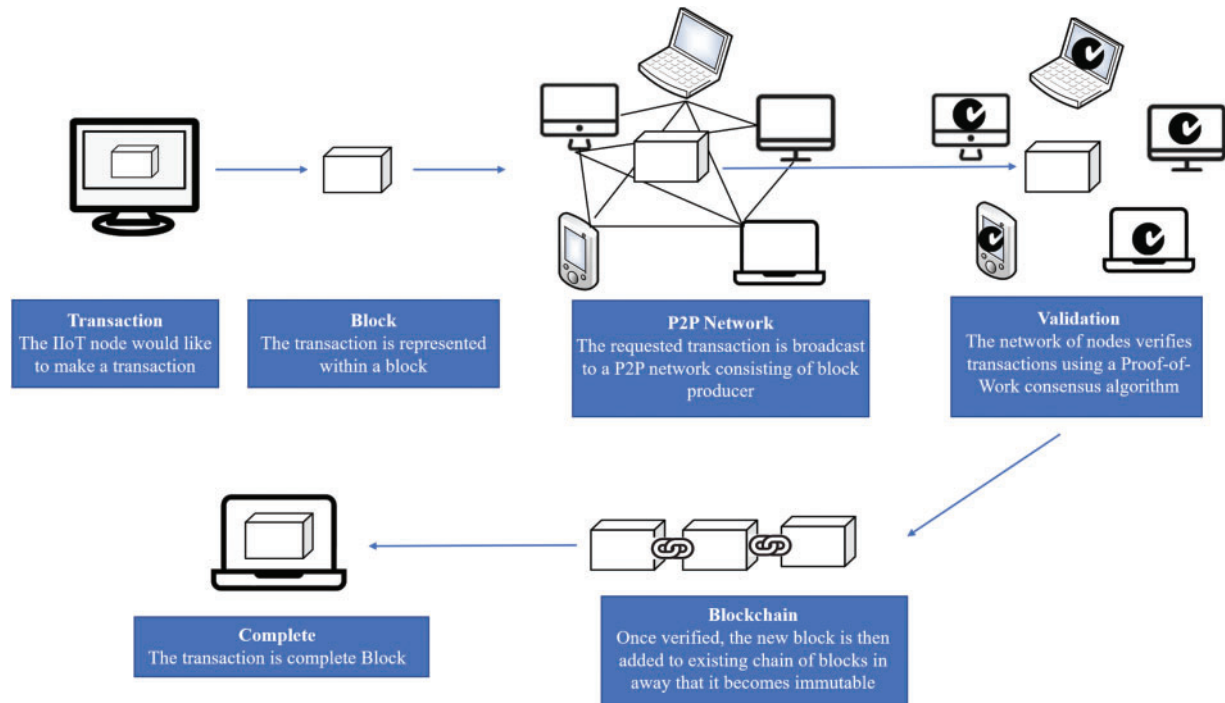 Transaction
The IIoT node would like
to make a transaction
Block
The transaction is represented
within a block
P2P Network
The requested transaction is broadcast
to a P2P network consisting of block
producer
Validation
The network of nodes verifies
transactions using a Proof-of-
Work consensus algorithm
Complete
The transaction is complete Block
Blockchain
Once verified, the new block is then
added to existing chain of blocks in
away that it becomes immutable